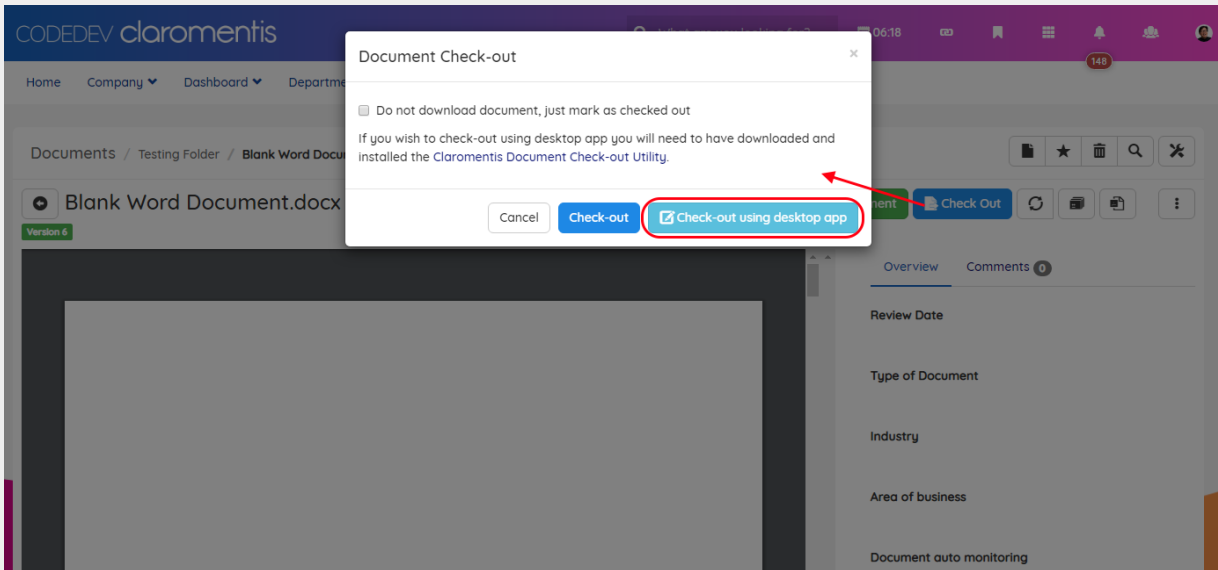 CODEDEV claromentis
06:18
148
Home Company Dashboard Departme
Document Check-out
×
Do not download document, just mark as checked out
If you wish to check-out using desktop app you will need to have downloaded and
installed the Claromentis Document Check-out Utility.
Cancel Check-out Check-out using desktop app
Documents / Testing Folder / Blank Word Docu
Blank Word Document.docx
Version 6
ment Check Out
Overview Comments 0
Review Date
Type of Document
Industry
Area of business
Document auto monitoring